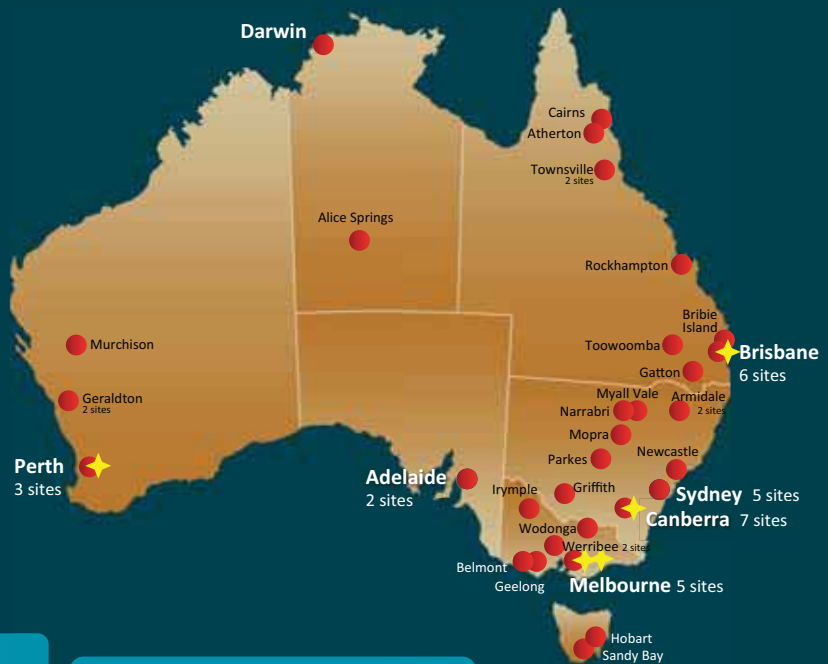 Darwin
Cairns
Atherton
Townsville
2 sites
Alice Springs
Rockhampton
Bribie
Island
Murchison
Toowoomba
Brisbane
6 sites
Gatton
Geraldton
2 sites
Myall Vale
Armidale
2 sites
Narrabri
Mopra
Newcastle
Parkes
Perth
3 sites
Adelaide
2 sites
Irymple
Griffith
Sydney 5 sites
Canberra 7 sites
Wodonga
Werribee 2 sites
Belmont
Geelong
Melbourne 5 sites
Hobart
Sandy Bay